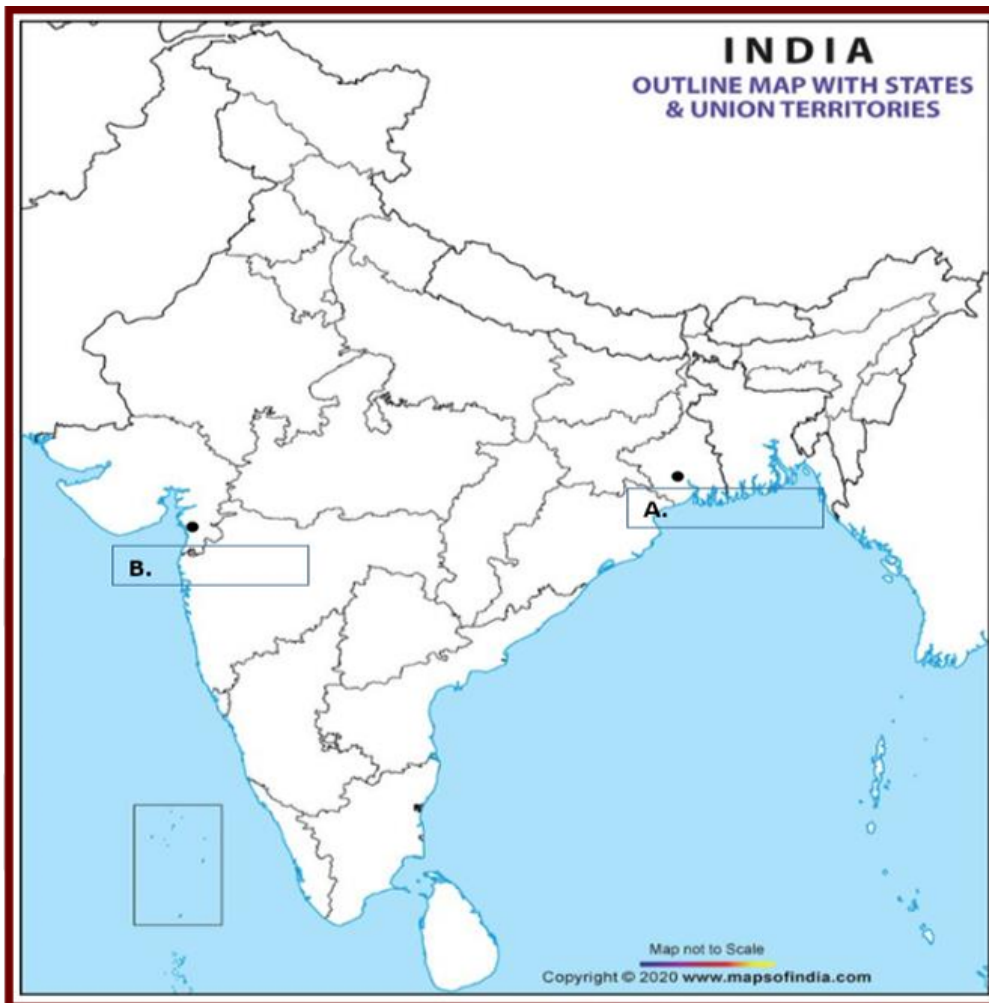 INDIA
OUTLINE MAP WITH STATES
& UNION TERRITORIES
A.
B.
Map not to Scale
Copyright © 2020 www.mapsofindia.com